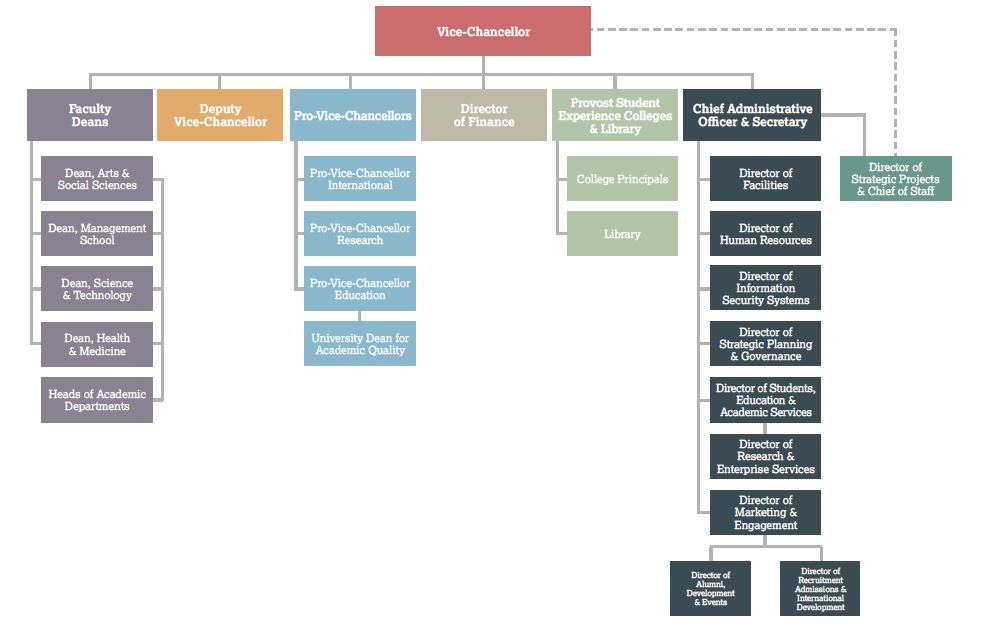 Vice-Chancellor
Faculty
Deans
Deputy
Vice-Chancellor
Pro-Vice-Chancellors
Director
of Finance
Provost Student
Experience Colleges
& Library
Chief Administrative
Officer & Secretary
Dean, Arts &
Social Sciences
Dean, Management
School
Dean, Science
& Technology
Dean, Health
& Medicine
Heads of Academic
Departments
Pro-Vice-Chancellor
International
Pro-Vice-Chancellor
Research
Pro-Vice-Chancellor
Education
University Dean for
Academic Quality
College Principals
Library
Director of
Facilities
Director of
Human Resources
Director of
Information
Security Systems
Director of
Strategic Planning
& Governance
Director of Students,
Education &
Academic Services
Director of
Research &
Enterprise Services
Director of
Marketing &
Engagement
Director of
Alumni,
Development
& Events
Director of
Recruitment
Admissions &
International
Development
Director of
Strategic Projects
& Chief of Staff